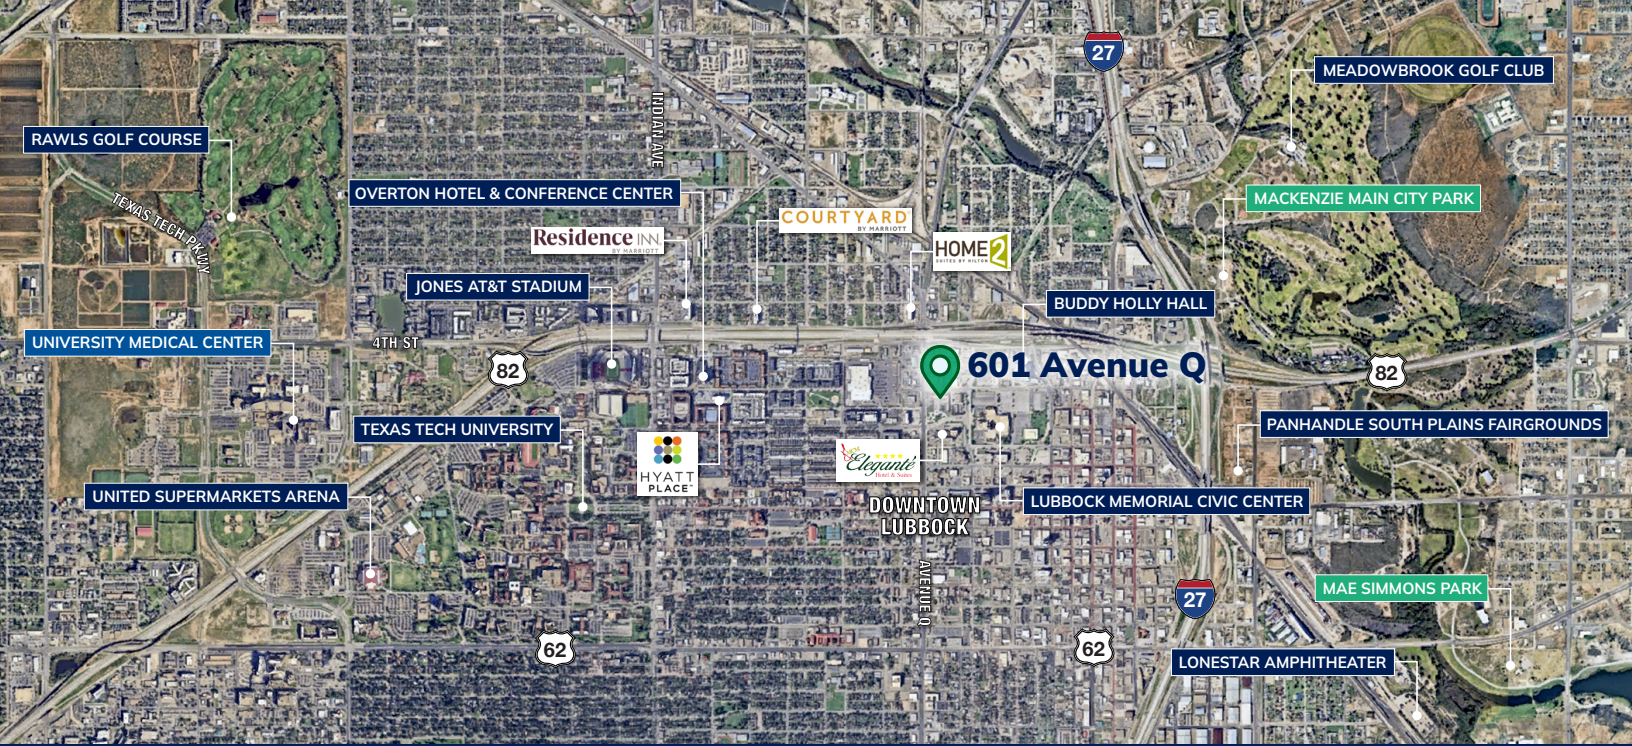 27
MEADOWBROOK GOLF CLUB
INDIAN AVE
RAWLS GOLF COURSE
OVERTON HOTEL & CONFERENCE CENTER
MACKENZIE MAIN CITY PARK
TEXAS TECH PKWY
COURTYARD
BY MARRIOTT
Residence INN
BY MARRIOTT
HOME2
SUITES BY HILTON
JONES AT&T STADIUM
BUDDY HOLLY HALL
UNIVERSITY MEDICAL CENTER
4TH ST
82
601 Avenue Q
82
TEXAS TECH UNIVERSITY
PANHANDLE SOUTH PLAINS FAIRGROUNDS
HYATT
PLACE
Eleganté
Hotel & Suites
UNITED SUPERMARKETS ARENA
DOWNTOWN
LUBBOCK
LUBBOCK MEMORIAL CIVIC CENTER
AVENUE Q
27
MAE SIMMONS PARK
62
62
LONESTAR AMPHITHEATER